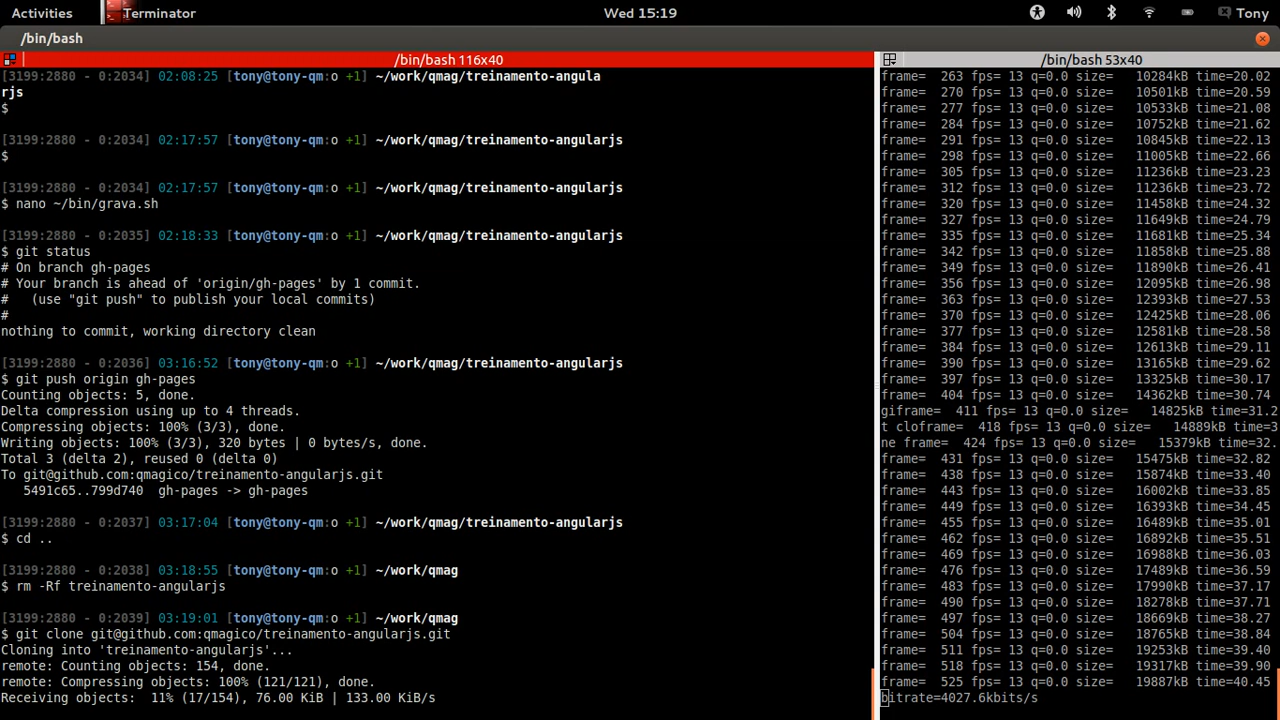 Activities
Terminator
Wed 15:19
Tony
/bin/bash
/bin/bash 116x40
[3199:2880 - 0:2034] 02:08:25 [tony@tony-qm:o +1] ~/work/qmag/treinamento-angula
rjs
$
[3199:2880 - 0:2034] 02:17:57 [tony@tony-qm:o +1] ~/work/qmag/treinamento-angularjs
$
[3199:2880 - 0:2034] 02:17:57 [tony@tony-qm:o +1] ~/work/qmag/treinamento-angularjs
$ nano ~/bin/grava.sh
[3199:2880 - 0:2035] 02:18:33 [tony@tony-qm:o +1] ~/work/qmag/treinamento-angularjs
$ git status
# On branch gh-pages
# Your branch is ahead of 'origin/gh-pages' by 1 commit.
#   (use "git push" to publish your local commits)
#
nothing to commit, working directory clean
[3199:2880 - 0:2036] 03:16:52 [tony@tony-qm:o +1] ~/work/qmag/treinamento-angularjs
$ git push origin gh-pages
Counting objects: 5, done.
Delta compression using up to 4 threads.
Compressing objects: 100% (3/3), done.
Writing objects: 100% (3/3), 320 bytes | 0 bytes/s, done.
Total 3 (delta 2), reused 0 (delta 0)
To git@github.com:qmagico/treinamento-angularjs.git
   5491c65..799d740  gh-pages -> gh-pages
[3199:2880 - 0:2037] 03:17:04 [tony@tony-qm:o +1] ~/work/qmag/treinamento-angularjs
$ cd ..
[3199:2880 - 0:2038] 03:18:55 [tony@tony-qm:o +1] ~/work/qmag
$ rm -Rf treinamento-angularjs
[3199:2880 - 0:2039] 03:19:01 [tony@tony-qm:o +1] ~/work/qmag
$ git clone git@github.com:qmagico/treinamento-angularjs.git
Cloning into 'treinamento-angularjs'...
remote: Counting objects: 154, done.
remote: Compressing objects: 100% (121/121), done.
Receiving objects:  11% (17/154), 76.00 KiB | 133.00 KiB/s
/bin/bash 53x40
frame=  263 fps= 13 q=0.0 size=   10284kB time=20.02
frame=  270 fps= 13 q=0.0 size=   10501kB time=20.59
frame=  277 fps= 13 q=0.0 size=   10533kB time=21.08
frame=  284 fps= 13 q=0.0 size=   10752kB time=21.62
frame=  291 fps= 13 q=0.0 size=   10845kB time=22.13
frame=  298 fps= 13 q=0.0 size=   11005kB time=22.66
frame=  305 fps= 13 q=0.0 size=   11236kB time=23.23
frame=  312 fps= 13 q=0.0 size=   11236kB time=23.72
frame=  320 fps= 13 q=0.0 size=   11458kB time=24.32
frame=  327 fps= 13 q=0.0 size=   11649kB time=24.79
frame=  335 fps= 13 q=0.0 size=   11681kB time=25.34
frame=  342 fps= 13 q=0.0 size=   11858kB time=25.88
frame=  349 fps= 13 q=0.0 size=   11890kB time=26.41
frame=  356 fps= 13 q=0.0 size=   12095kB time=26.98
frame=  363 fps= 13 q=0.0 size=   12393kB time=27.53
frame=  370 fps= 13 q=0.0 size=   12425kB time=28.06
frame=  377 fps= 13 q=0.0 size=   12581kB time=28.58
frame=  384 fps= 13 q=0.0 size=   12613kB time=29.11
frame=  390 fps= 13 q=0.0 size=   13165kB time=29.62
frame=  397 fps= 13 q=0.0 size=   13325kB time=30.17
frame=  404 fps= 13 q=0.0 size=   14362kB time=30.74
giframe=  411 fps= 13 q=0.0 size=   14825kB time=31.2
t cloframe=  418 fps= 13 q=0.0 size=   14889kB time=3
ne frame=  424 fps= 13 q=0.0 size=   15379kB time=32.
frame=  431 fps= 13 q=0.0 size=   15475kB time=32.82
frame=  438 fps= 13 q=0.0 size=   15874kB time=33.40
frame=  443 fps= 13 q=0.0 size=   16002kB time=33.85
frame=  449 fps= 13 q=0.0 size=   16393kB time=34.45
frame=  455 fps= 13 q=0.0 size=   16489kB time=35.01
frame=  462 fps= 13 q=0.0 size=   16892kB time=35.51
frame=  469 fps= 13 q=0.0 size=   16988kB time=36.03
frame=  476 fps= 13 q=0.0 size=   17489kB time=36.59
frame=  483 fps= 13 q=0.0 size=   17990kB time=37.17
frame=  490 fps= 13 q=0.0 size=   18278kB time=37.71
frame=  497 fps= 13 q=0.0 size=   18669kB time=38.27
frame=  504 fps= 13 q=0.0 size=   18765kB time=38.84
frame=  511 fps= 13 q=0.0 size=   19253kB time=39.40
frame=  518 fps= 13 q=0.0 size=   19317kB time=39.90
frame=  525 fps= 13 q=0.0 size=   19887kB time=40.45
bitrate=4027.6kbits/s